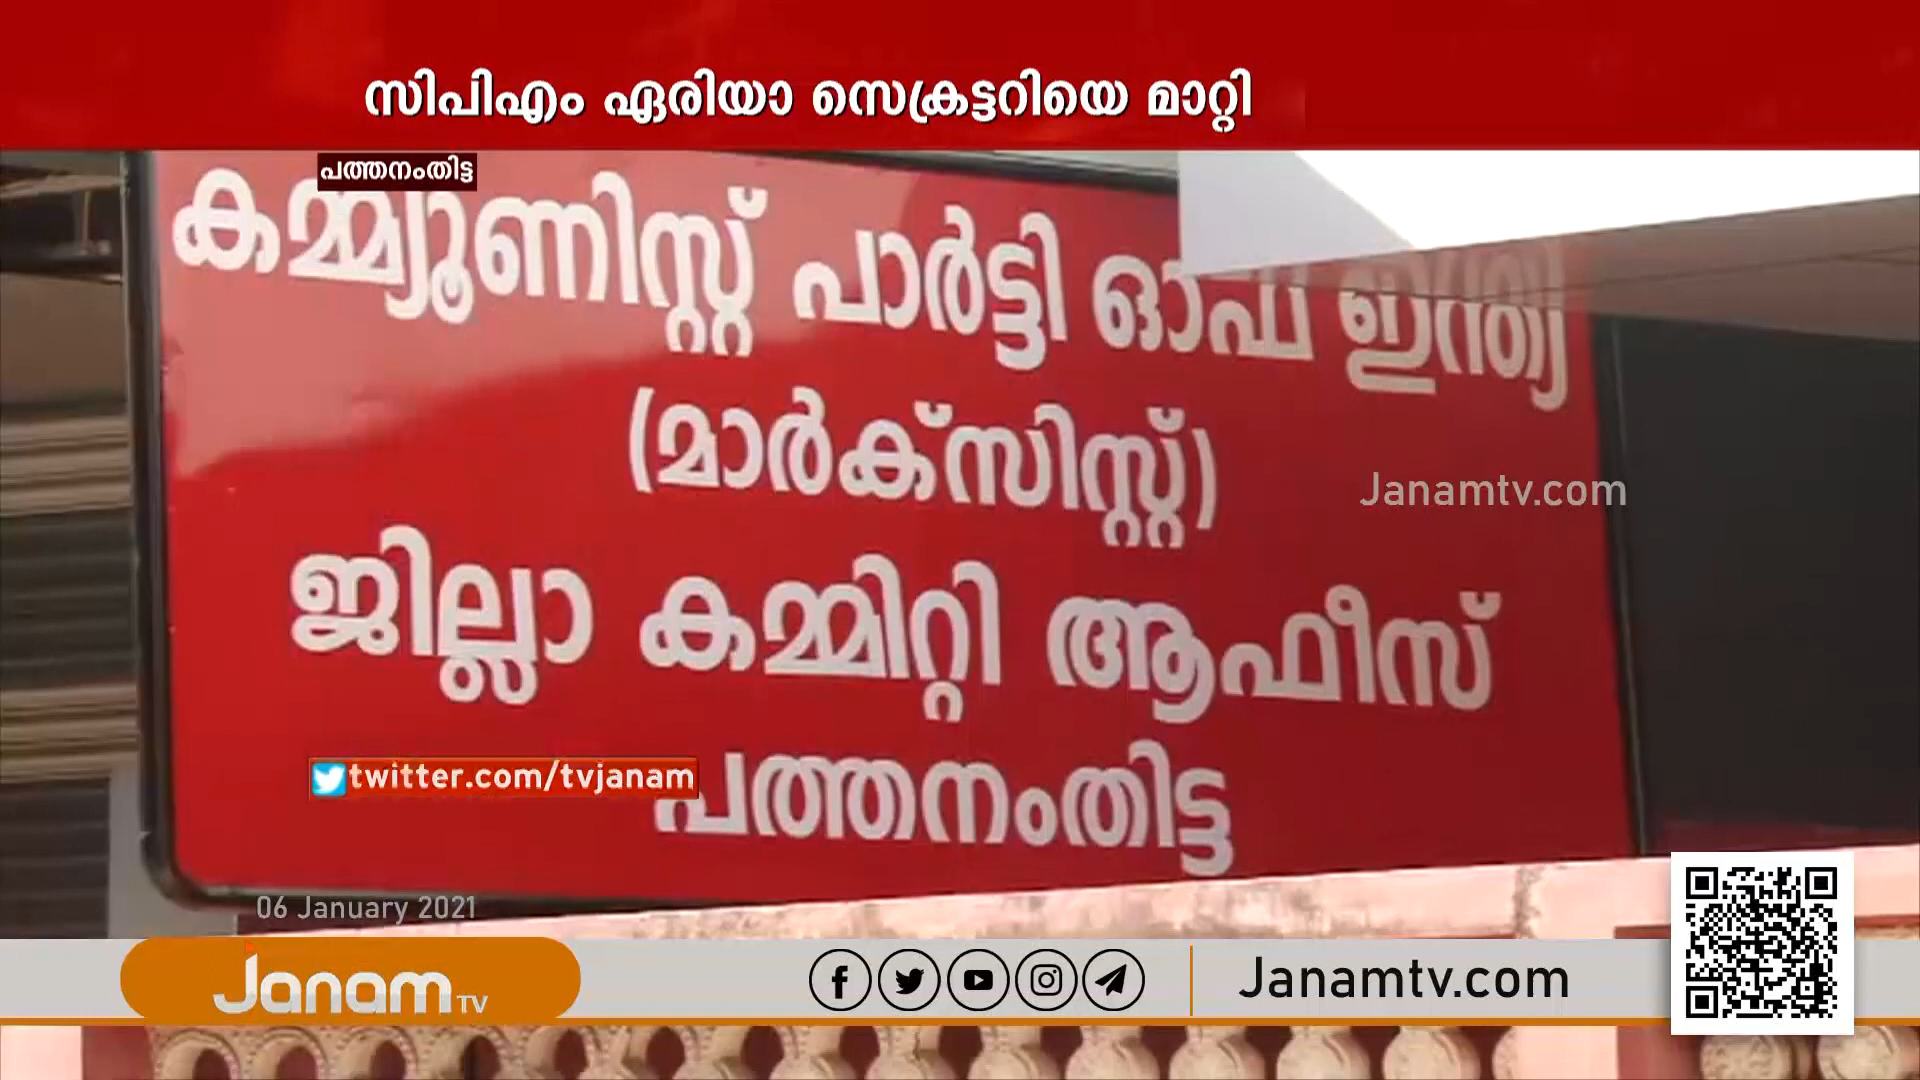 സിപിഎം ഏരിയാ സെക്രട്ടറിയെ മാറ്റി
പത്തനംതിട്ട
കമ്മ്യൂണിസ്റ്റ് പാർട്ടി ഓഫ് ഇന്ത്യ
(മാർക്സിസ്റ്റ്)
Janamtv.com
ജില്ലാ കമ്മിറ്റി ആഫീസ്
twitter.com/tvjanam
പത്തനംതിട്ട
06 January 2021
Janam TV
Janamtv.com